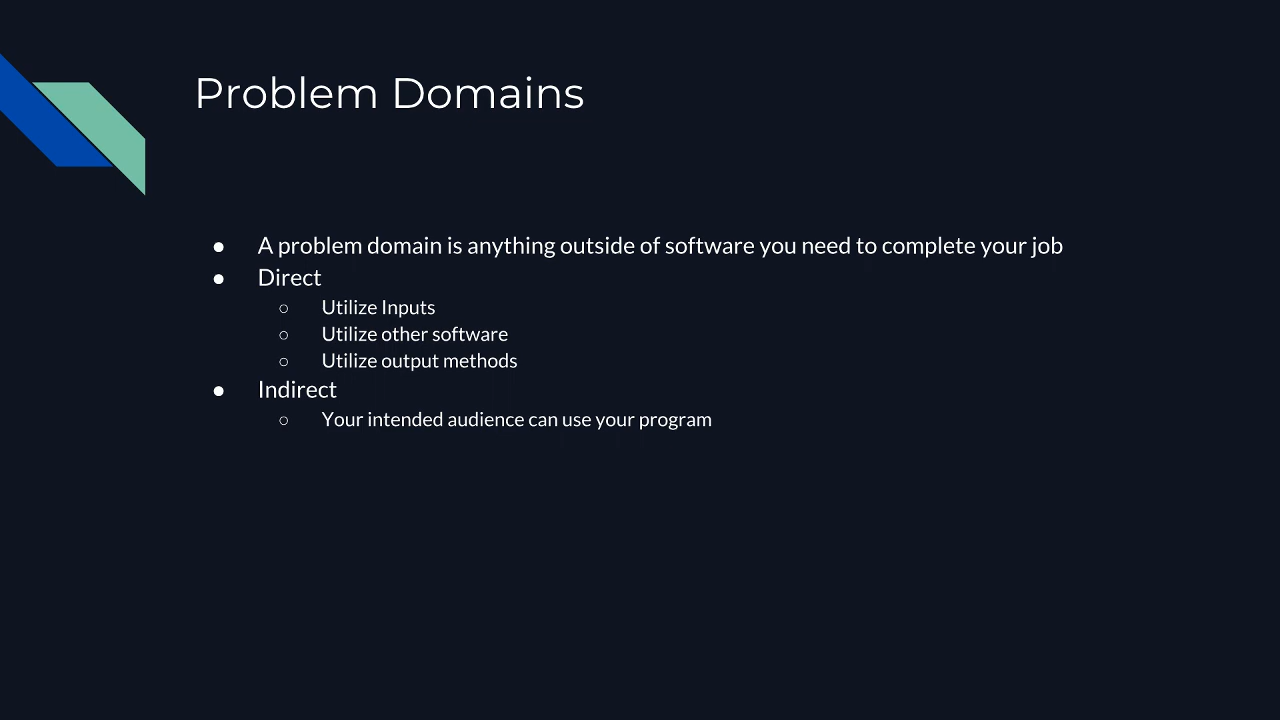 Problem Domains
● A problem domain is anything outside of software you need to complete your job
● Direct
○ Utilize Inputs
○ Utilize other software
○ Utilize output methods
● Indirect
○ Your intended audience can use your program